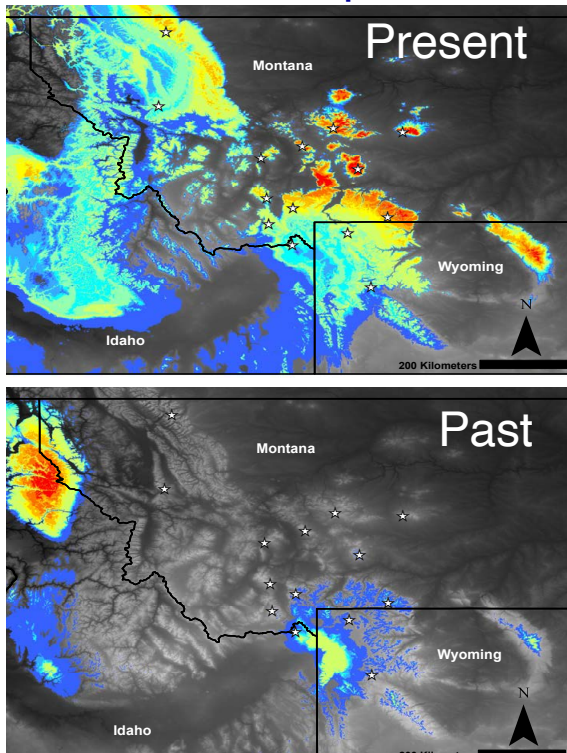 Present
Montana
Wyoming
N
Idaho
200 Kilometers
Past
Montana
Wyoming
N
Idaho